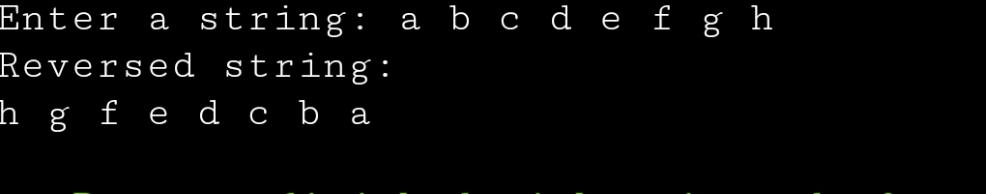 Enter a string: a b c d e f g h
Reversed string:
h g f e d c b a